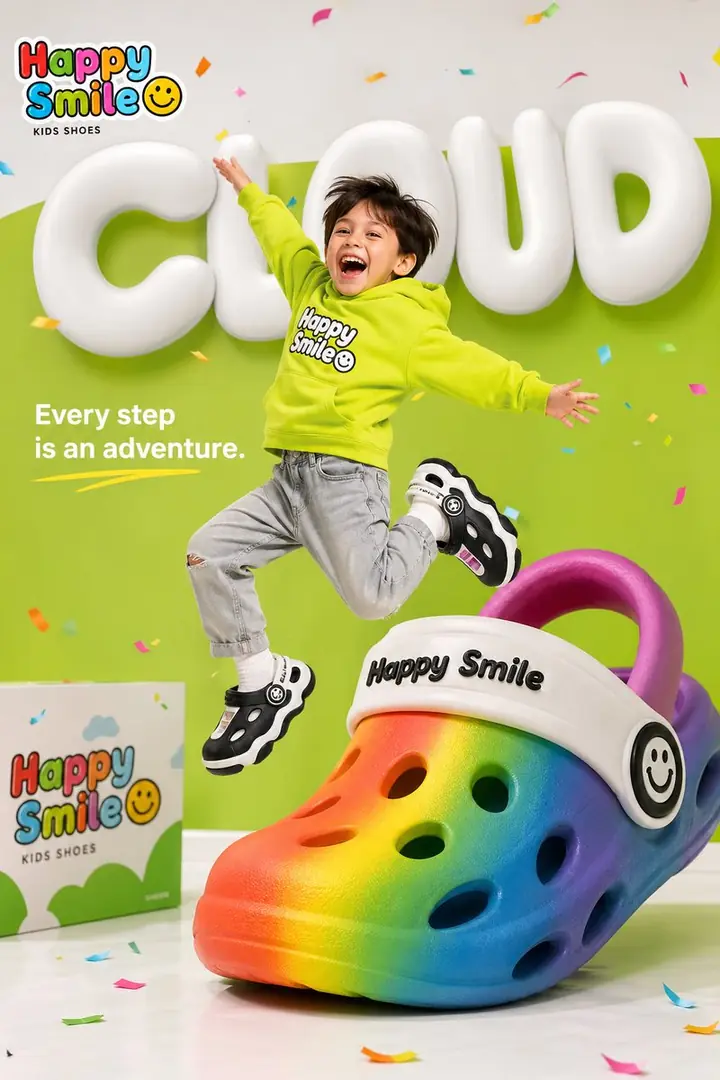 Happy
Smile
KIDS SHOES
CLOUD
Happy
Smile
Every step
is an adventure.
Happy Smile
Happy
Smile
KIDS SHOES